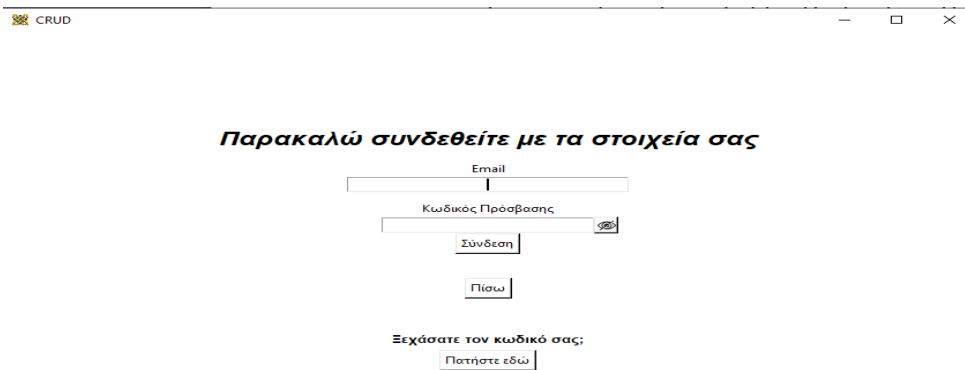 CRUD
Παρακαλώ συνδεθείτε με τα στοιχεία σας
Email
Κωδικός Πρόσβασης
Σύνδεση
Πίσω
Ξεχάσατε τον κωδικό σας;
Πατήστε εδώ